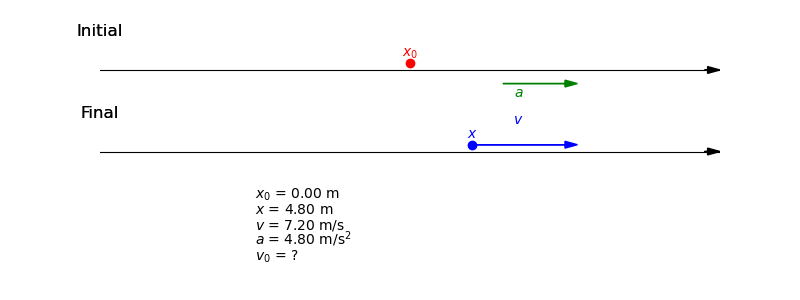 Initial
x₀
a
Final
v
x
x₀ = 0.00 m
x = 4.80 m
v = 7.20 m/s
a = 4.80 m/s²
v₀ = ?